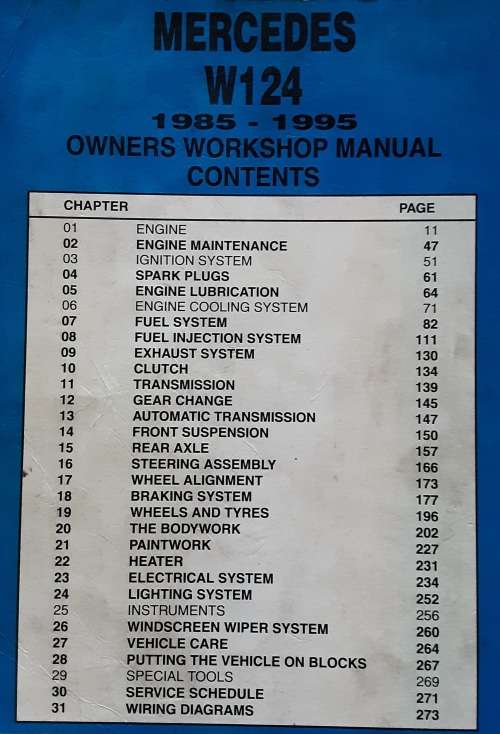 MERCEDES
W124
1985 - 1995
OWNERS WORKSHOP MANUAL
CONTENTS
CHAPTER PAGE
01 ENGINE 11
02 ENGINE MAINTENANCE 47
03 IGNITION SYSTEM 51
04 SPARK PLUGS 61
05 ENGINE LUBRICATION 64
06 ENGINE COOLING SYSTEM 71
07 FUEL SYSTEM 82
08 FUEL INJECTION SYSTEM 111
09 EXHAUST SYSTEM 130
10 CLUTCH 134
11 TRANSMISSION 139
12 GEAR CHANGE 145
13 AUTOMATIC TRANSMISSION 147
14 FRONT SUSPENSION 150
15 REAR AXLE 157
16 STEERING ASSEMBLY 166
17 WHEEL ALIGNMENT 173
18 BRAKING SYSTEM 177
19 WHEELS AND TYRES 196
20 THE BODYWORK 202
21 PAINTWORK 227
22 HEATER 231
23 ELECTRICAL SYSTEM 234
24 LIGHTING SYSTEM 252
25 INSTRUMENTS 256
26 WINDSCREEN WIPER SYSTEM 260
27 VEHICLE CARE 264
28 PUTTING THE VEHICLE ON BLOCKS 267
29 SPECIAL TOOLS 269
30 SERVICE SCHEDULE 271
31 WIRING DIAGRAMS 273